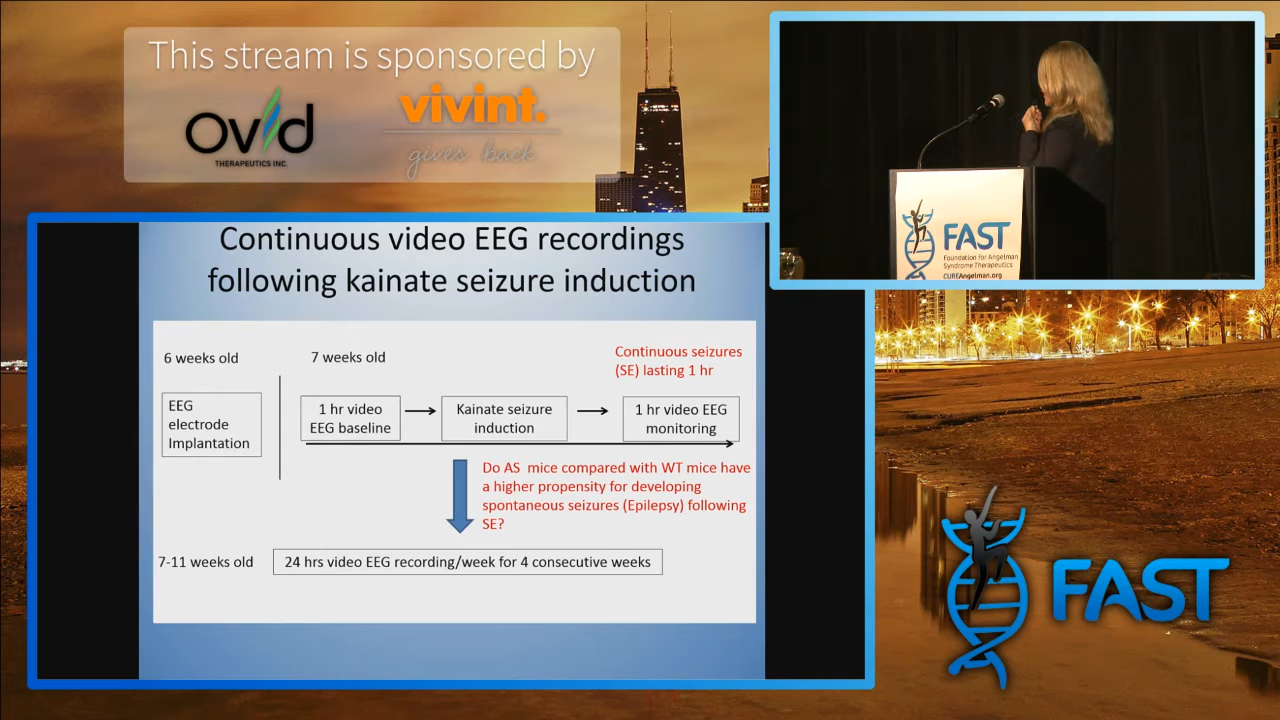 This stream is sponsored by
ovid
THERAPEUTICS INC.
vivint.
gives back
FAST
Foundation for Angelman
Syndrome Therapeutics
CUREAngelman.org
Continuous video EEG recordings
following kainate seizure induction
6 weeks old
7 weeks old
Continuous seizures
(SE) lasting 1 hr
EEG
electrode
Implantation
1 hr video
EEG baseline
Kainate seizure
induction
1 hr video EEG
monitoring
Do AS mice compared with WT mice have
a higher propensity for developing
spontaneous seizures (Epilepsy) following
SE?
7-11 weeks old
24 hrs video EEG recording/week for 4 consecutive weeks
FAST